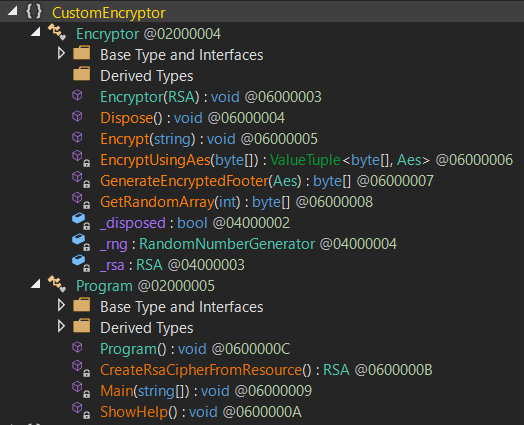 { } CustomEncryptor
Encryptor @02000004
Base Type and Interfaces
Derived Types
Encryptor(RSA) : void @06000003
Dispose() : void @06000004
Encrypt(string) : void @06000005
EncryptUsingAes(byte[]) : ValueTuple<byte[], Aes> @06000006
GenerateEncryptedFooter(Aes) : byte[] @06000007
GetRandomArray(int) : byte[] @06000008
_disposed : bool @04000002
_rng : RandomNumberGenerator @04000004
_rsa : RSA @04000003
Program @02000005
Base Type and Interfaces
Derived Types
Program() : void @0600000C
CreateRsaCipherFromResource() : RSA @0600000B
Main(string[]) : void @06000009
ShowHelp() : void @0600000A